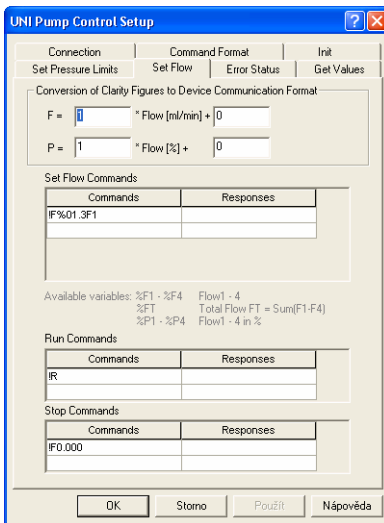 UNI Pump Control Setup
Connection Command Format Init
Set Pressure Limits Set Flow Error Status Get Values
Conversion of Clarity Figures to Device Communication Format
F = 1 * Flow [ml/min] + 0
P = 1 * Flow [%] + 0
Set Flow Commands
Commands Responses
!F%01.3F1
Available variables: %F1 - %F4 Flow1 - 4
%FT Total Flow FT = Sum(F1-F4)
%P1 - %P4 Flow1 - 4 in %
Run Commands
Commands Responses
!R
Stop Commands
Commands Responses
!F0.000
OK Storno Použít Nápověda